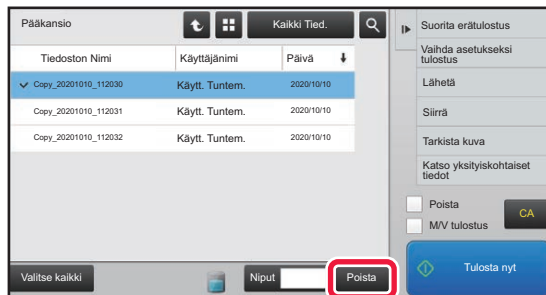 Pääkansio
Kaikki Tied.
Tiedoston Nimi
Käyttäjänimi
Päivä
Copy_20201010_112030
Käytt. Tuntem.
2020/10/10
Copy_20201010_112031
Käytt. Tuntem.
2020/10/10
Copy_20201010_112032
Käytt. Tuntem.
2020/10/10
Valitse kaikki
Niput
Poista
Suorita erätulostus
Vaihda asetukseksi
tulostus
Lähetä
Siirrä
Tarkista kuva
Katso yksityiskohtaiset
tiedot
Poista
M/V tulostus
CA
Tulosta nyt